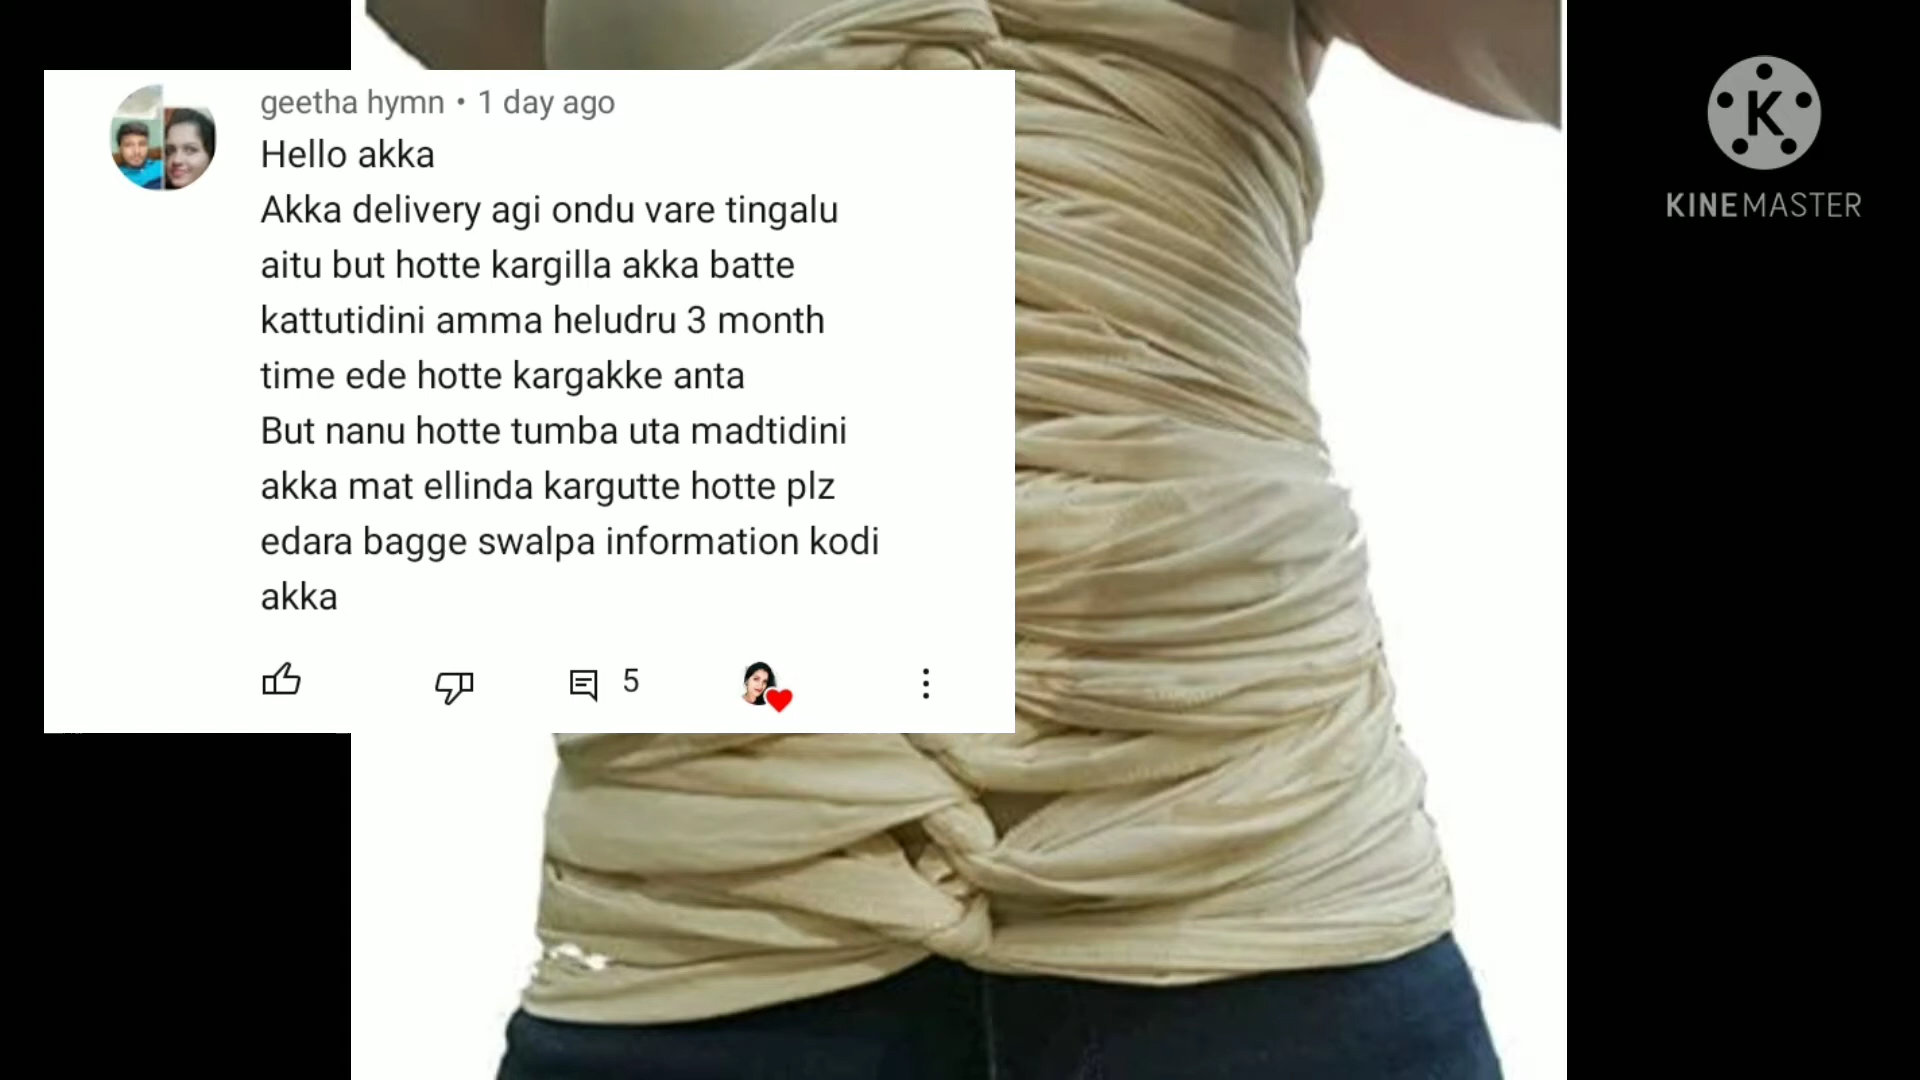 geetha hymn • 1 day ago
Hello akka
Akka delivery agi ondu vare tingalu
aitu but hotte kargilla akka batte
kattutidini amma heludru 3 month
time ede hotte kargakke anta
But nanu hotte tumba uta madtidini
akka mat ellinda kargutte hotte plz
edara bagge swalpa information kodi
akka
5
K
KINEMASTER